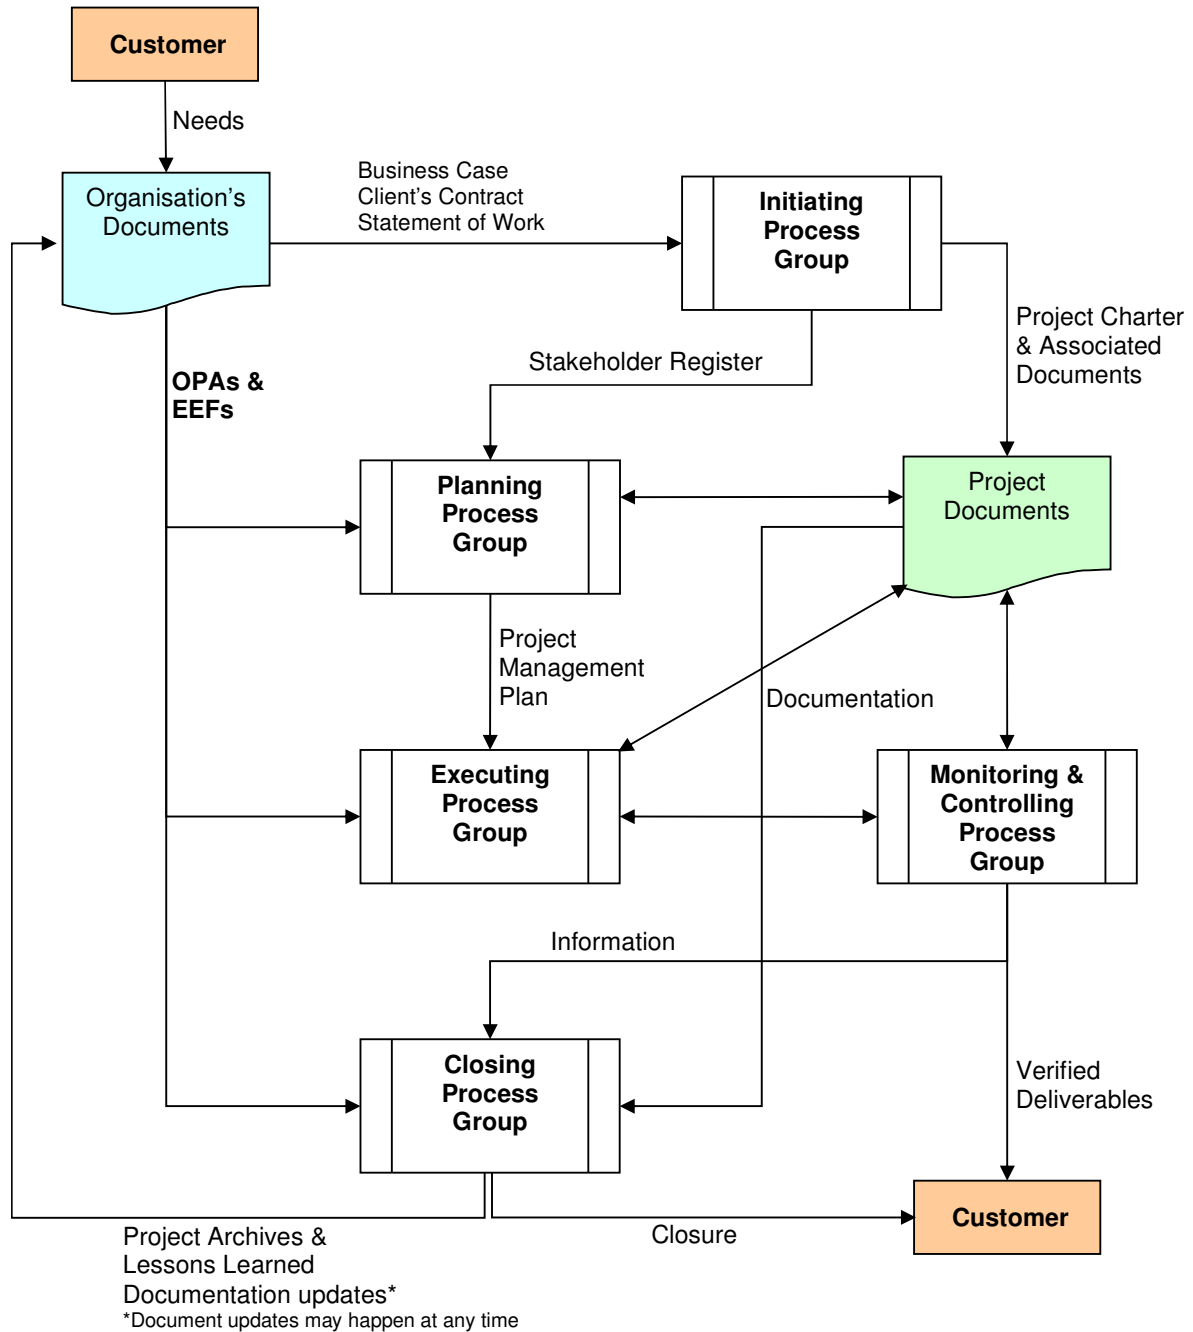 Customer
Needs
Organisation's
Documents
Business Case
Client's Contract
Statement of Work
Initiating
Process
Group
Project Charter
& Associated
Documents
Stakeholder Register
OPAs &
EEFs
Planning
Process
Group
Project
Documents
Project
Management
Plan
Documentation
Executing
Process
Group
Monitoring &
Controlling
Process
Group
Information
Closing
Process
Group
Verified
Deliverables
Customer
Closure
Project Archives &
Lessons Learned
Documentation updates*
*Document updates may happen at any time